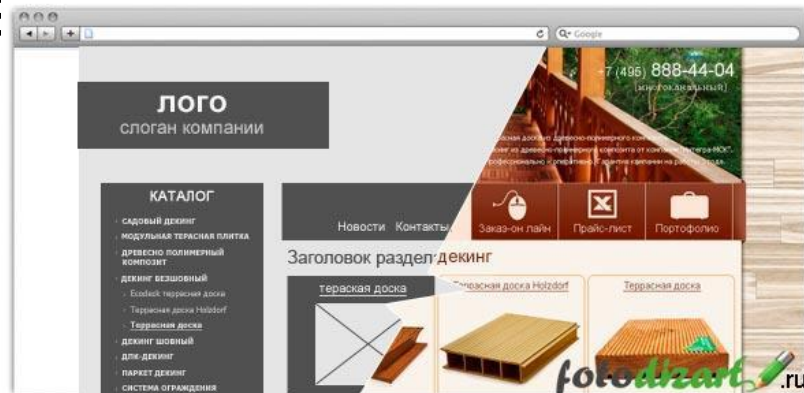 Google
+7 (495) 888-44-04
(многоканальный)
ЛОГО
слоган компании
КАТАЛОГ
САДОВЫЙ ДЕКИНГ
МОДУЛЬНАЯ ТЕРАСНАЯ ПЛИТКА
ДРЕВЕСНО ПОЛИМЕРНЫЙ
КОМПОЗИТ
ДЕКИНГ БЕЗШОВНЫЙ
Ecodeck террасная доска
Террасная доска Holzdorf
Террасная доска
ДЕКИНГ ШОВНЫЙ
ДПК-ДЕКИНГ
ПАРКЕТ ДЕКИНГ
СИСТЕМА ОГРАЖДЕНИЯ
Новости Контакты
Заказ-он лайн
Прайс-лист
Портофолио
Заголовок раздел декинг
тераская доска
Террасная доска Holzdorf
Террасная доска
fotodizart.ru